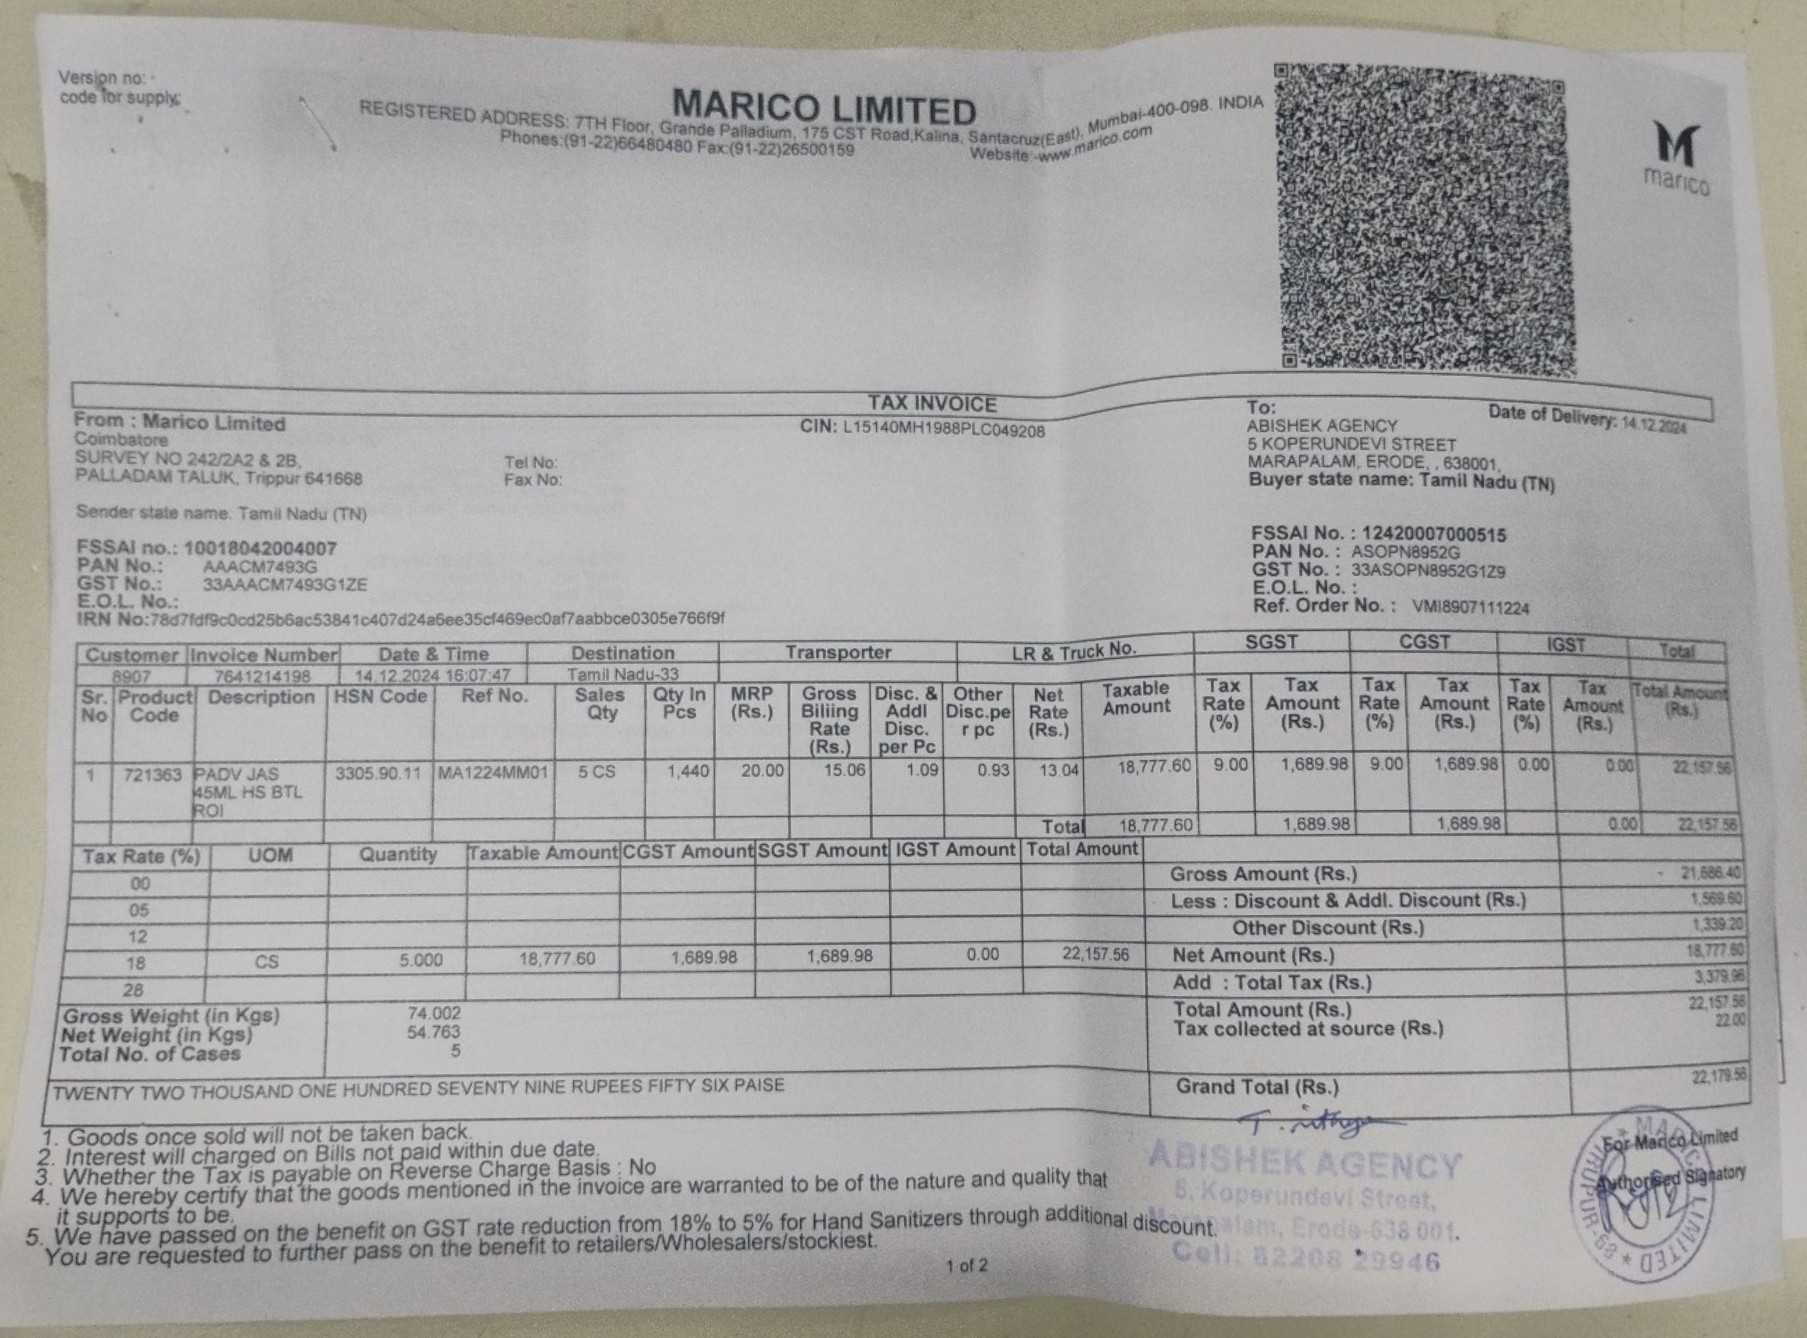 Version no: -
code for supply:
MARICO LIMITED
REGISTERED ADDRESS: 7TH Floor, Grande Palladium, 175 CST Road,Kalina, Santacruz(East), Mumbai-400-098. INDIA
Phones:(91-22)66480480 Fax:(91-22)26500159 Website:-www.marico.com
marico
TAX INVOICE
From : Marico Limited
Coimbatore
SURVEY NO 242/2A2 & 2B,
PALLADAM TALUK, Trippur 641668
Tel No:
Fax No:
CIN: L15140MH1988PLC049208
To:
Date of Delivery: 14.12.2024
ABISHEK AGENCY
5 KOPERUNDEVI STREET
MARAPALAM, ERODE, , 638001,
Buyer state name: Tamil Nadu (TN)
Sender state name. Tamil Nadu (TN)
FSSAI no.: 10018042004007
PAN No.: AAACM7493G
GST No.: 33AAACM7493G1ZE
E.O.L. No.:
IRN No:78d7fdf9c0cd25b6ac53841c407d24a6ee35cf469ec0af7aabbce0305e766f9f
FSSAI No. : 12420007000515
PAN No. : ASOPN8952G
GST No. : 33ASOPN8952G1Z9
E.O.L. No. :
Ref. Order No. : VMI8907111224
Customer Invoice Number Date & Time Destination Transporter LR & Truck No. SGST CGST IGST Total
8907 7641214198 14.12.2024 16:07:47 Tamil Nadu-33
Sr. No Product Code Description HSN Code Ref No. Sales Qty Qty In Pcs MRP (Rs.) Gross Biliing Rate (Rs.) Disc. & Addl Disc. per Pc Other Disc.pe r pc Net Rate (Rs.) Taxable Amount Tax Rate (%) Tax Amount (Rs.) Tax Rate (%) Tax Amount (Rs.) Tax Rate (%) Tax Amount (Rs.) Total Amount (Rs.)
1 721363 PADV JAS 45ML HS BTL ROI 3305.90.11 MA1224MM01 5 CS 1,440 20.00 15.06 1.09 0.93 13.04 18,777.60 9.00 1,689.98 9.00 1,689.98 0.00 0.00 22,157.56
Total 18,777.60 1,689.98 1,689.98 0.00 22,157.56
Tax Rate (%) UOM Quantity Taxable Amount CGST Amount SGST Amount IGST Amount Total Amount
00
05
12
18 CS 5.000 18,777.60 1,689.98 1,689.98 0.00 22,157.56
28
Gross Amount (Rs.) 21,686.40
Less : Discount & Addl. Discount (Rs.) 1,569.60
Other Discount (Rs.) 1,339.20
Net Amount (Rs.) 18,777.60
Add : Total Tax (Rs.) 3,379.96
Total Amount (Rs.) 22,157.56
Tax collected at source (Rs.) 22.00
Gross Weight (in Kgs) 74.002
Net Weight (in Kgs) 54.763
Total No. of Cases 5
TWENTY TWO THOUSAND ONE HUNDRED SEVENTY NINE RUPEES FIFTY SIX PAISE
Grand Total (Rs.) 22,179.56
1. Goods once sold will not be taken back.
2. Interest will charged on Bills not paid within due date.
3. Whether the Tax is payable on Reverse Charge Basis : No
4. We hereby certify that the goods mentioned in the invoice are warranted to be of the nature and quality that
it supports to be.
5. We have passed on the benefit on GST rate reduction from 18% to 5% for Hand Sanitizers through additional discount.
You are requested to further pass on the benefit to retailers/Wholesalers/stockiest.
1 of 2
ABISHEK AGENCY
5, Koperundevi Street,
Marapalam, Erode-638 001.
Cell: 82208 29946
For Marico Limited
Authorised Signatory
MARICO LIMITED
TIRUPUR-68